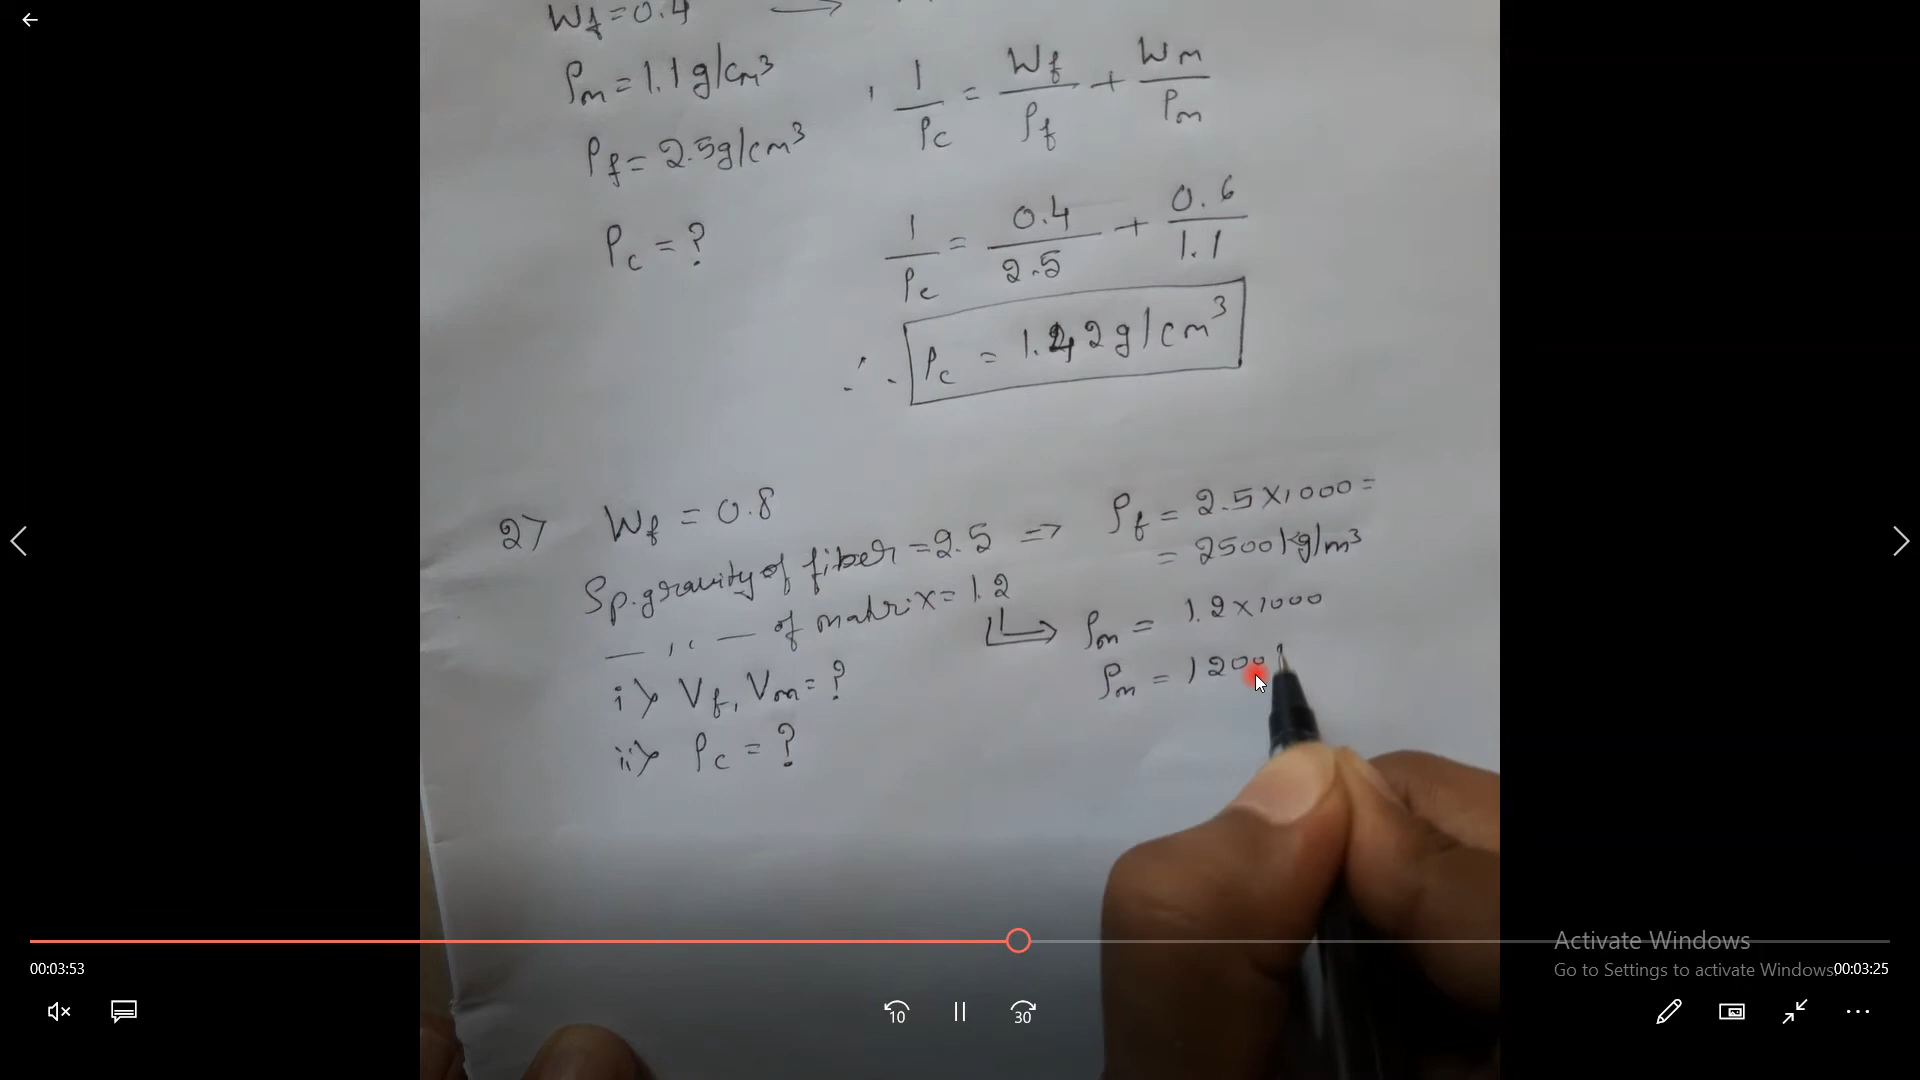 Wf = 0.4 →
ρm = 1.1 g/cm³
1/ρc = Wf/ρf + Wm/ρm
ρf = 2.5 g/cm³
1/ρc = 0.4/2.5 + 0.6/1.1
ρc = ?
∴ ρc = 1.42 g/cm³
2> Wf = 0.8
Sp. gravity of fiber = 2.5 ⇒ ρf = 2.5 × 1000 =
= 2500 kg/m³
— ,, — of matrix = 1.2
ρm = 1.2 × 1000
i> Vf, Vm = ?
ρm = 1200
ii> ρc = ?
Activate Windows
Go to Settings to activate Windows.
00:03:53
00:03:25
10
30